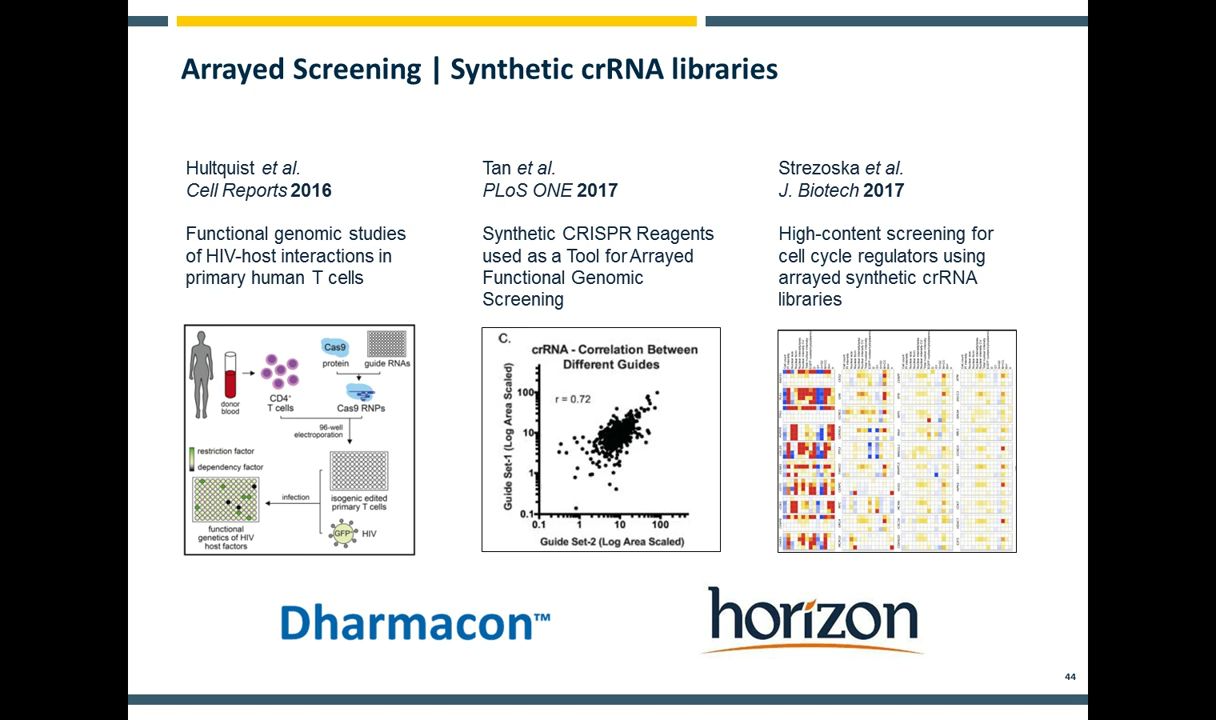 Arrayed Screening | Synthetic crRNA libraries
Hultquist et al.
Cell Reports 2016
Functional genomic studies
of HIV-host interactions in
primary human T cells
Tan et al.
PLoS ONE 2017
Synthetic CRISPR Reagents
used as a Tool for Arrayed
Functional Genomic
Screening
Strezoska et al.
J. Biotech 2017
High-content screening for
cell cycle regulators using
arrayed synthetic crRNA
libraries
donor
blood
CD4+
T cells
Cas9
protein
guide RNAs
Cas9 RNPs
96-well
electroporation
restriction factor
dependency factor
infection
isogenic edited
primary T cells
functional
genetics of HIV
host factors
GFP
HIV
C.
crRNA - Correlation Between
Different Guides
r = 0.72
Guide Set-1 (Log Area Scaled)
100
10
1
0.1
0.1
1
10
100
Guide Set-2 (Log Area Scaled)
Dharmacon™
horizon
44